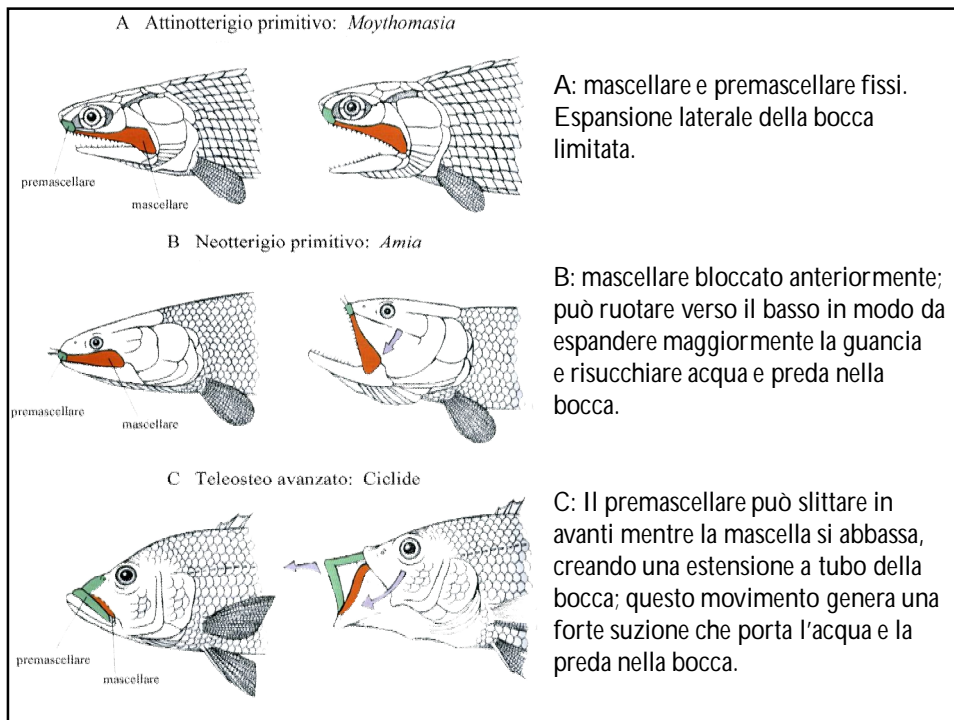 A Attinotterigio primitivo: Moythomasia
premascellare
mascellare
A: mascellare e premascellare fissi.
Espansione laterale della bocca
limitata.
B Neotterigio primitivo: Amia
premascellare
mascellare
B: mascellare bloccato anteriormente;
può ruotare verso il basso in modo da
espandere maggiormente la guancia
e risucchiare acqua e preda nella
bocca.
C Teleosteo avanzato: Ciclide
premascellare
mascellare
C: Il premascellare può slittare in
avanti mentre la mascella si abbassa,
creando una estensione a tubo della
bocca; questo movimento genera una
forte suzione che porta l'acqua e la
preda nella bocca.